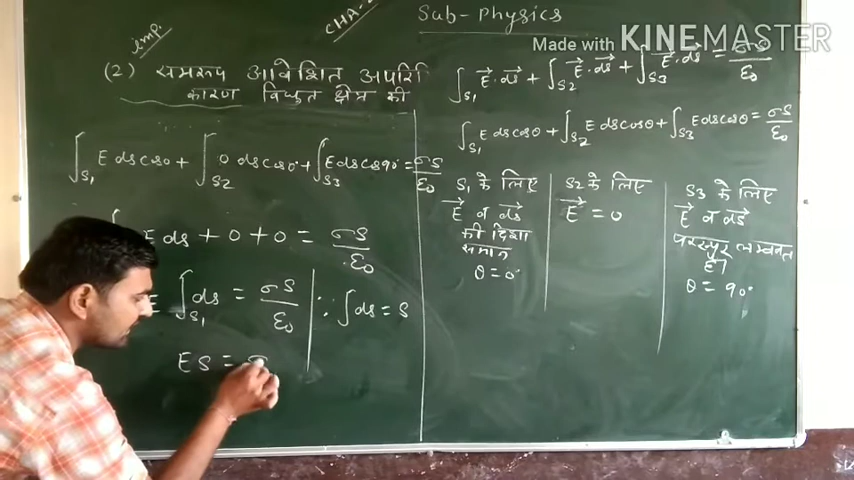 Sub-Physics
Made with KINEMASTER
imp
CHA-
(2) समरूप आवेशित अपरि
कारण विद्युत क्षेत्र की
∫S₁ E ds cos0 + ∫S₂ 0 ds cos0° + ∫S₃ E ds cos90° = σS/ε₀
E ds + 0 + 0 = σS/ε₀
E ∫S₁ ds = σS/ε₀ | ∵ ∫ds = S
ES = σ
∫S₁ E⃗·ds⃗ + ∫S₂ E⃗·ds⃗ + ∫S₃ E⃗·ds⃗ = σS/ε₀
∫S₁ E ds cosθ + ∫S₂ E ds cosθ + ∫S₃ E ds cosθ = σS/ε₀
S₁ के लिए
E⃗ व ds⃗
की दिशा
समान
θ = 0°
S₂ के लिए
E⃗ = 0
S₃ के लिए
E⃗ व ds⃗
परस्पर लम्बवत
है
θ = 90°